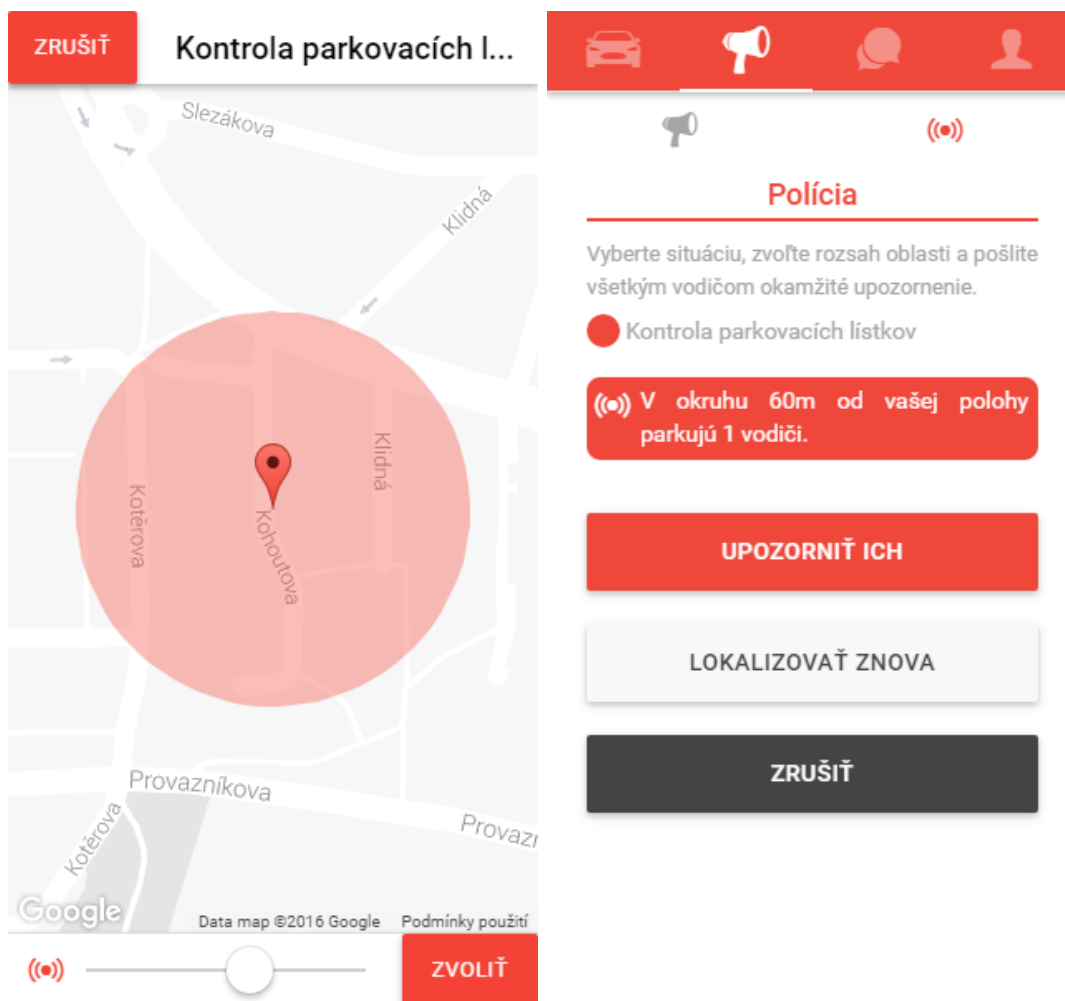 ZRUŠIŤ
Kontrola parkovacích l...
Slezákova
Klidná
Klidná
Kotěrova
Kohoutova
Provazníkova
Kotěrova
Provazn
Google
Data map ©2016 Google
Podmínky použití
ZVOLIŤ
Polícia
Vyberte situáciu, zvoľte rozsah oblasti a pošlite
všetkým vodičom okamžité upozornenie.
Kontrola parkovacích lístkov
V okruhu 60m od vašej polohy
parkujú 1 vodiči.
UPOZORNIŤ ICH
LOKALIZOVAŤ ZNOVA
ZRUŠIŤ